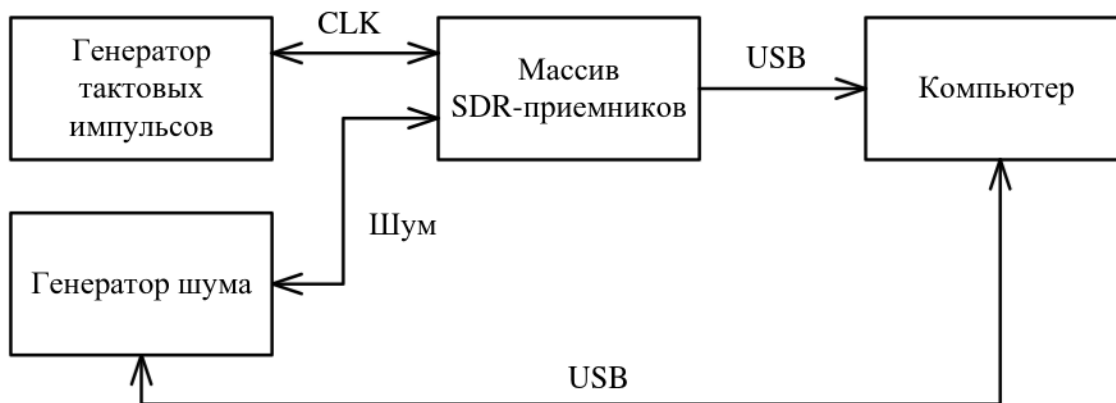 Генератор
тактовых
импульсов
CLK
Массив
SDR-приемников
USB
Компьютер
Шум
Генератор шума
USB